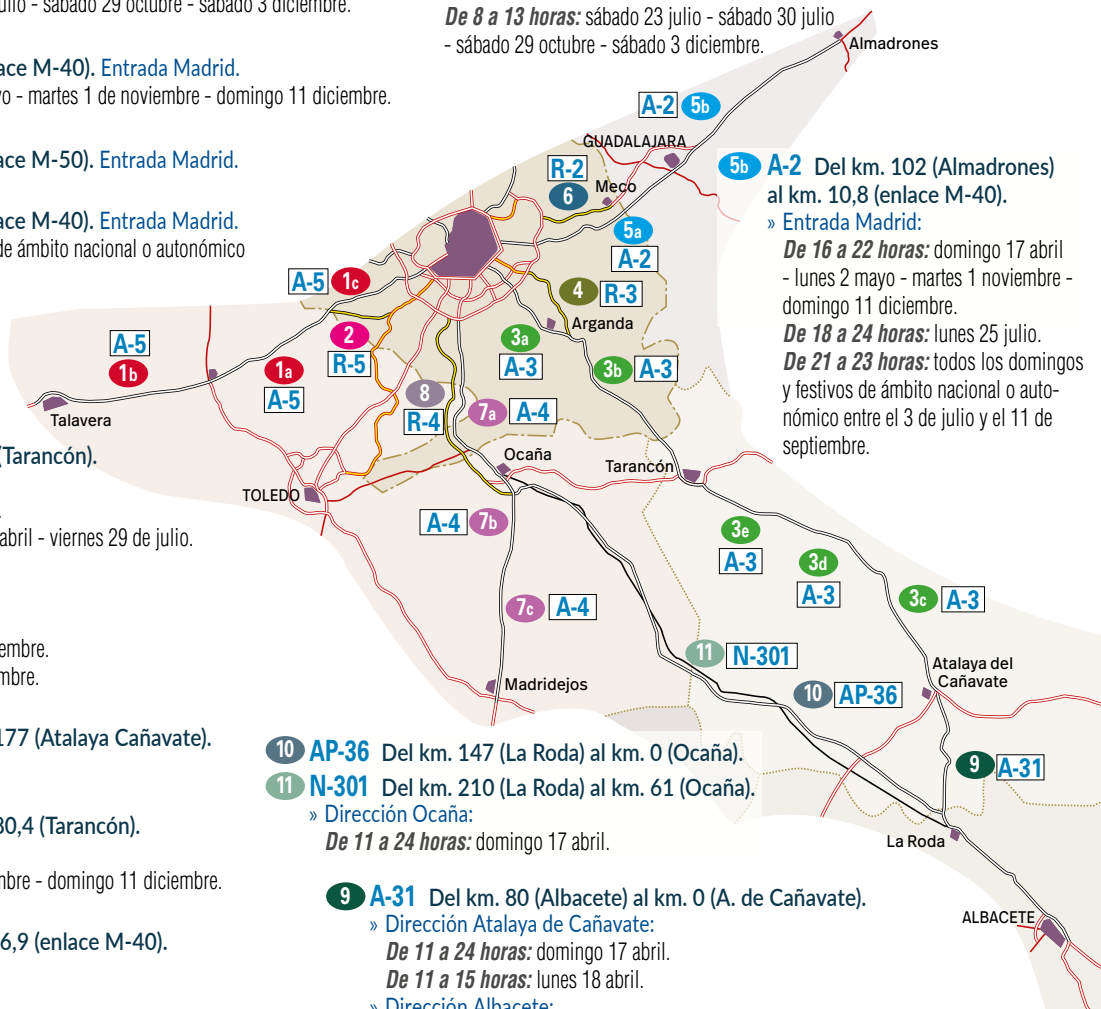 julio - sábado 29 octubre - sábado 3 diciembre.
(enlace M-40). Entrada Madrid.
mayo - martes 1 de noviembre - domingo 11 diciembre.
(enlace M-50). Entrada Madrid.
(enlace M-40). Entrada Madrid.
de ámbito nacional o autonómico
(Tarancón).
abril - viernes 29 de julio.
177 (Atalaya Cañavate).
80,4 (Tarancón).
- domingo 11 diciembre.
6,9 (enlace M-40).
De 8 a 13 horas: sábado 23 julio - sábado 30 julio
- sábado 29 octubre - sábado 3 diciembre.
Almadrones
A-2 5b
GUADALAJARA
R-2
6
Meco
5a
A-2
5b A-2 Del km. 102 (Almadrones)
al km. 10,8 (enlace M-40).
» Entrada Madrid:
De 16 a 22 horas: domingo 17 abril
- lunes 2 mayo - martes 1 noviembre -
domingo 11 diciembre.
De 18 a 24 horas: lunes 25 julio.
De 21 a 23 horas: todos los domingos
y festivos de ámbito nacional o auto-
nómico entre el 3 de julio y el 11 de
septiembre.
A-5 1c
4 R-3
Arganda
2
R-5
3a
A-3
3b A-3
A-5
1b
1a
A-5
Talavera
8
R-4
7a A-4
Ocaña
Tarancón
TOLEDO
A-4 7b
3e
A-3
3d
A-3
3c A-3
7c A-4
11 N-301
Atalaya del
Cañavate
Madridejos
10 AP-36
9 A-31
La Roda
ALBACETE
10 AP-36 Del km. 147 (La Roda) al km. 0 (Ocaña).
11 N-301 Del km. 210 (La Roda) al km. 61 (Ocaña).
» Dirección Ocaña:
De 11 a 24 horas: domingo 17 abril.
9 A-31 Del km. 80 (Albacete) al km. 0 (A. de Cañavate).
» Dirección Atalaya de Cañavate:
De 11 a 24 horas: domingo 17 abril.
De 11 a 15 horas: lunes 18 abril.
» Dirección Albacete: